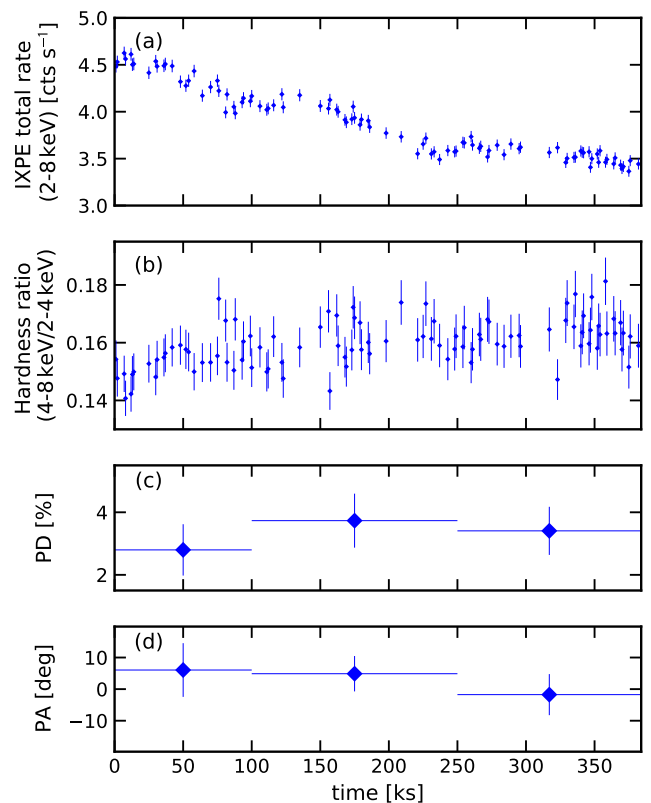 (a)
IXPE total rate
(2-8 keV) [cts s⁻¹]
5.0
4.5
4.0
3.5
3.0
(b)
Hardness ratio
(4-8 keV/2-4 keV)
0.18
0.16
0.14
(c)
PD [%]
4
2
(d)
PA [deg]
10
0
−10
0 50 100 150 200 250 300 350
time [ks]